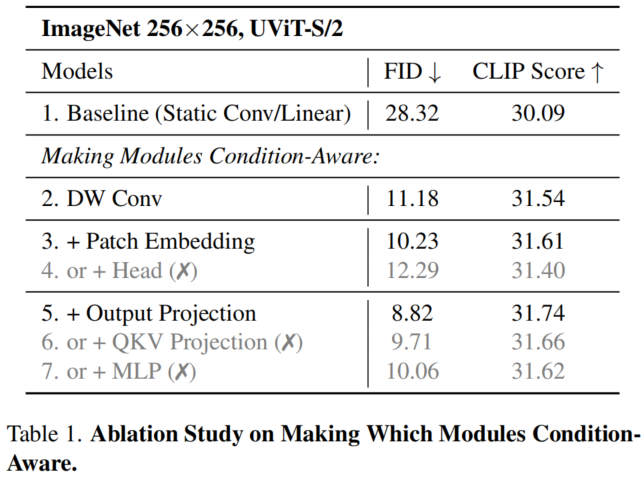 ImageNet 256×256, UViT-S/2
Models FID ↓ CLIP Score ↑
1. Baseline (Static Conv/Linear) 28.32 30.09
Making Modules Condition-Aware:
2. DW Conv 11.18 31.54
3. + Patch Embedding 10.23 31.61
4. or + Head (✗) 12.29 31.40
5. + Output Projection 8.82 31.74
6. or + QKV Projection (✗) 9.71 31.66
7. or + MLP (✗) 10.06 31.62
Table 1. Ablation Study on Making Which Modules Condition-
Aware.